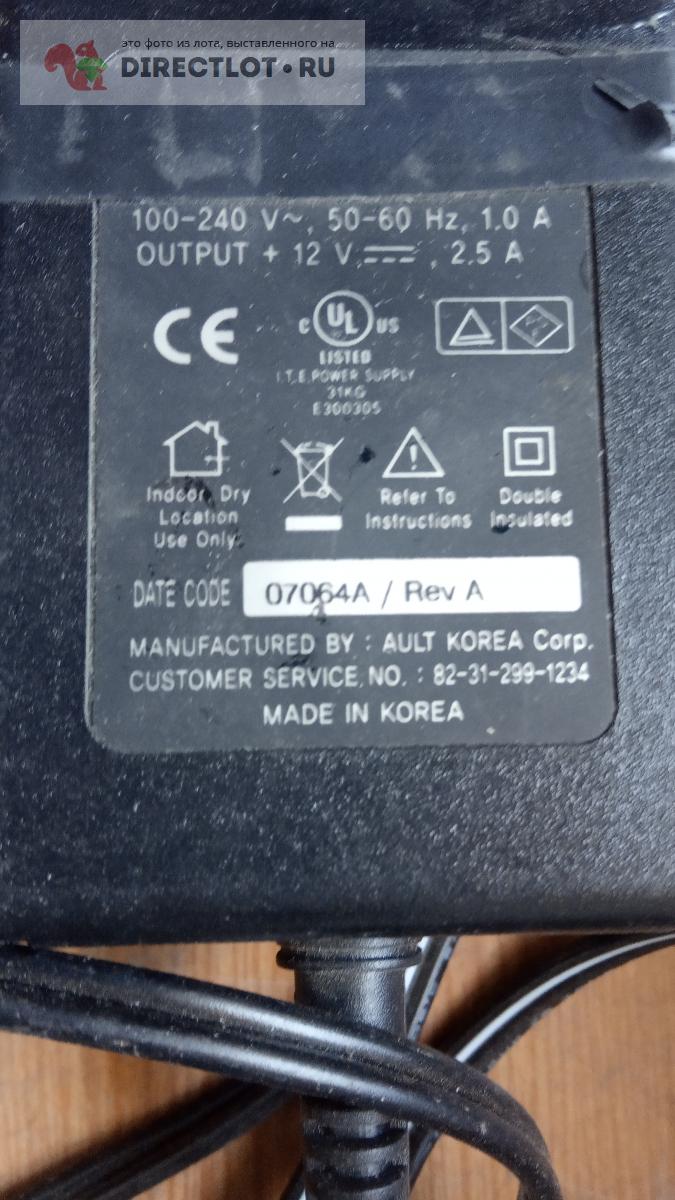 это фото из лота, выставленного на
DIRECTLOT.RU
100-240 V~, 50-60 Hz, 1.0 A
OUTPUT + 12 V ⎓, 2.5 A
CE
C UL US
LISTED
I.T.E. POWER SUPPLY
31KG
E300305
Indoor, Dry
Location
Use Only.
Refer To
Instructions
Double
Insulated
DATE CODE 07064A / Rev A
MANUFACTURED BY : AULT KOREA Corp.
CUSTOMER SERVICE. NO. : 82-31-299-1234
MADE IN KOREA